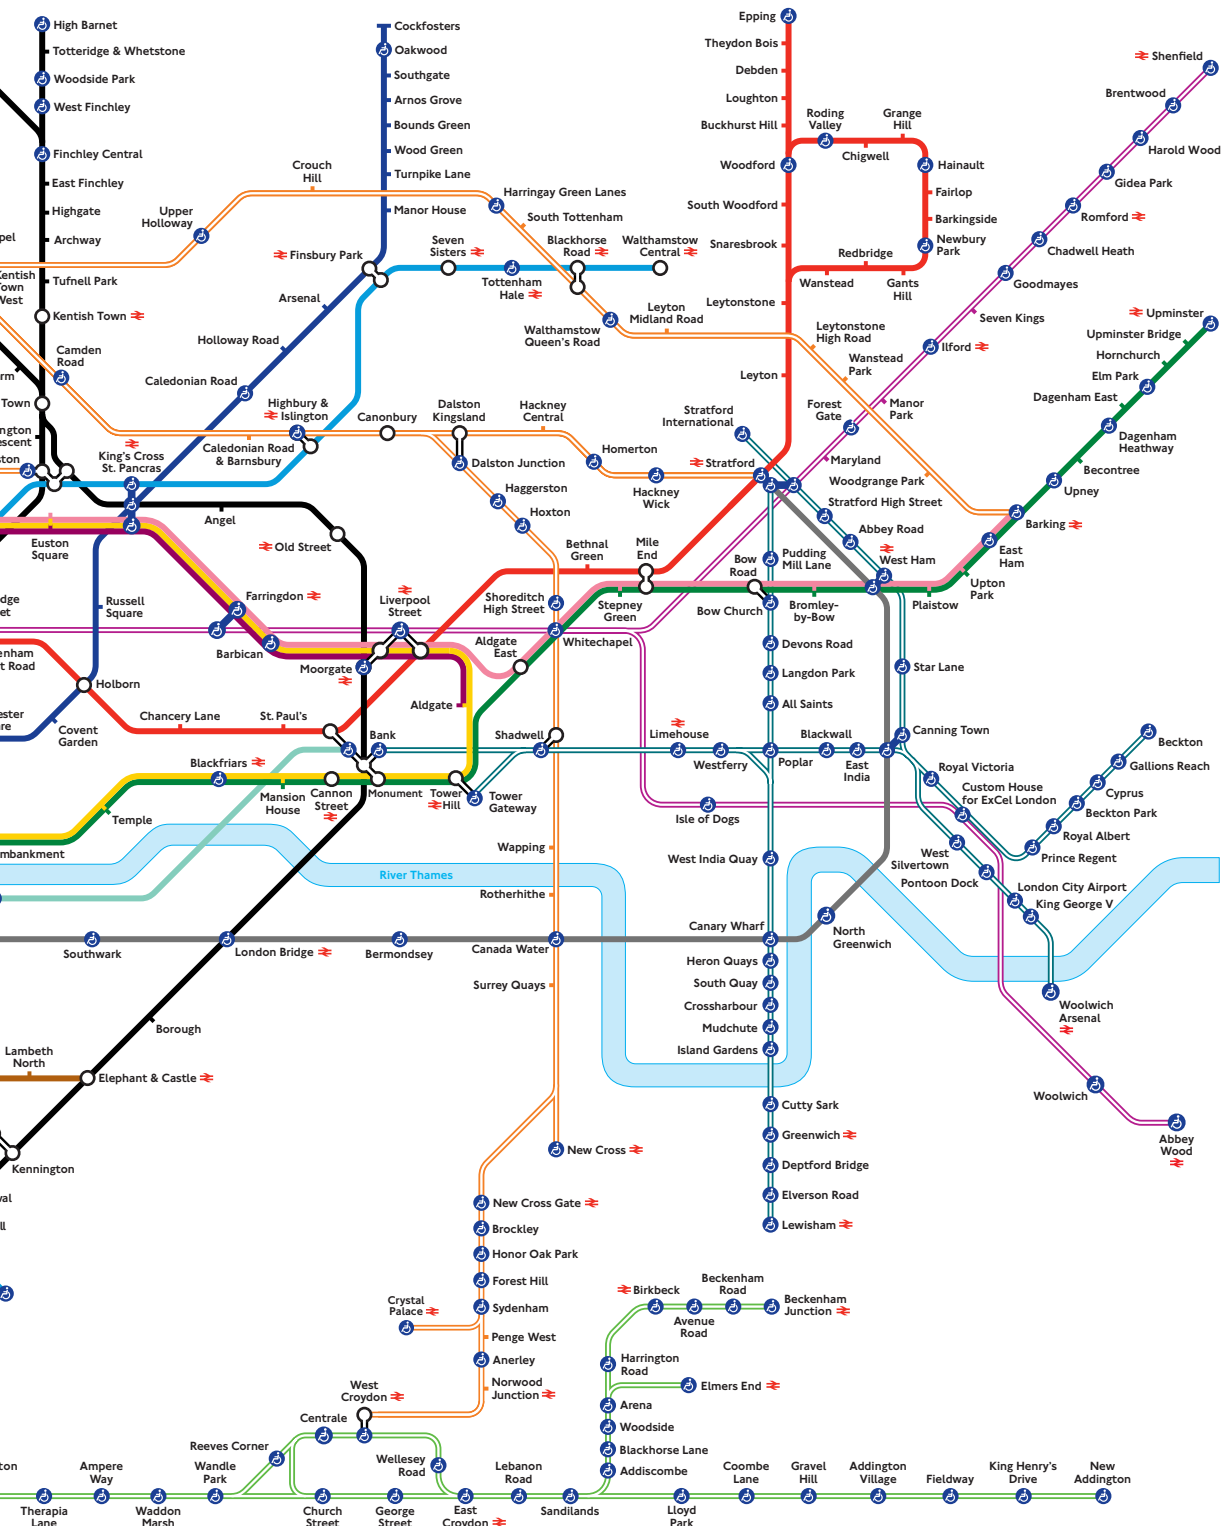 High Barnet
Totteridge & Whetstone
Woodside Park
West Finchley
Finchley Central
East Finchley
Highgate
Archway
Tufnell Park
Kentish Town
Camden
Road
Town
West
Cockfosters
Oakwood
Southgate
Arnos Grove
Bounds Green
Wood Green
Turnpike Lane
Manor House
Finsbury Park
Arsenal
Holloway Road
Caledonian Road
Crouch
Hill
Upper
Holloway
Harringay Green Lanes
South Tottenham
Seven
Sisters
Blackhorse
Road
Walthamstow
Central
Tottenham
Hale
Walthamstow
Queen's Road
Leyton
Midland Road
Leytonstone
High Road
Wanstead
Park
Epping
Theydon Bois
Debden
Loughton
Buckhurst Hill
Woodford
South Woodford
Snaresbrook
Leytonstone
Leyton
Roding
Valley
Grange
Hill
Chigwell
Hainault
Fairlop
Barkingside
Newbury
Park
Redbridge
Wanstead
Gants
Hill
Shenfield
Brentwood
Harold Wood
Gidea Park
Romford
Chadwell Heath
Goodmayes
Seven Kings
Ilford
Manor
Park
Forest
Gate
Maryland
Woodgrange Park
Upminster
Upminster Bridge
Hornchurch
Elm Park
Dagenham East
Dagenham
Heathway
Becontree
Upney
Barking
East
Ham
Upton
Park
Plaistow
Highbury &
Islington
Canonbury
Dalston
Kingsland
Hackney
Central
Caledonian Road
& Barnsbury
Dalston Junction
Homerton
Hackney
Wick
Stratford
Stratford
International
Stratford High Street
Abbey Road
West Ham
Haggerston
Hoxton
King's Cross
St. Pancras
Town
Angel
Old Street
Euston
Square
Farringdon
Barbican
Russell
Square
Liverpool
Street
Moorgate
Bethnal
Green
Mile
End
Shoreditch
High Street
Stepney
Green
Bow
Road
Bow Church
Pudding
Mill Lane
Bromley-
by-Bow
Whitechapel
Aldgate
East
Aldgate
Devons Road
Langdon Park
All Saints
Star Lane
Holborn
Chancery Lane
St. Paul's
Covent
Garden
Bank
Shadwell
Limehouse
Westferry
Poplar
Blackwall
East
India
Canning Town
Royal Victoria
Custom House
for ExCel London
Beckton
Gallions Reach
Cyprus
Beckton Park
Royal Albert
Prince Regent
Blackfriars
Mansion
House
Cannon
Street
Monument
Tower
Hill
Tower
Gateway
Isle of Dogs
Temple
West
Silvertown
Pontoon Dock
London City Airport
King George V
Wapping
River Thames
Rotherhithe
West India Quay
Canary Wharf
North
Greenwich
Southwark
London Bridge
Bermondsey
Canada Water
Surrey Quays
Heron Quays
South Quay
Crossharbour
Mudchute
Island Gardens
Woolwich
Arsenal
Borough
Lambeth
North
Elephant & Castle
Kennington
Woolwich
Abbey
Wood
Cutty Sark
Greenwich
Deptford Bridge
Elverson Road
Lewisham
New Cross
New Cross Gate
Brockley
Honor Oak Park
Forest Hill
Sydenham
Crystal
Palace
Penge West
Anerley
Norwood
Junction
West
Croydon
Birkbeck
Beckenham
Road
Beckenham
Junction
Avenue
Road
Harrington
Road
Elmers End
Arena
Woodside
Blackhorse Lane
Addiscombe
Centrale
Reeves Corner
Wellesey
Road
Ampere
Way
Wandle
Park
Lebanon
Road
Coombe
Lane
Gravel
Hill
Addington
Village
Fieldway
King Henry's
Drive
New
Addington
Therapia
Lane
Waddon
Marsh
Church
Street
George
Street
East
Croydon
Sandilands
Lloyd
Park